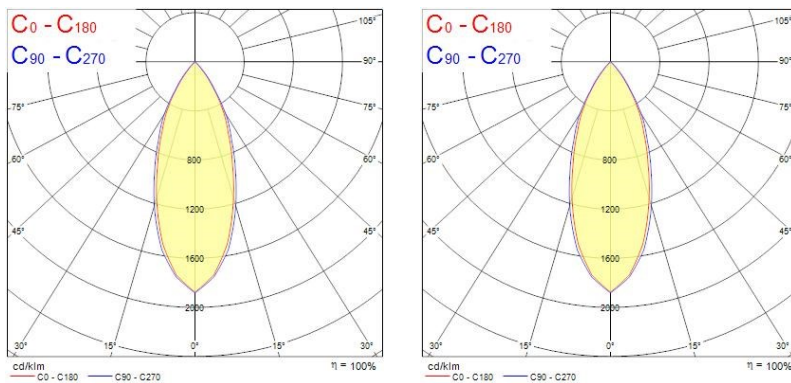 C0 - C180
C90 - C270
105°
90°
75°
75°
60°
60°
45°
45°
800
1200
1600
2000
30°
15°
0°
15°
30°
cd/klm
η = 100%
C0 - C180
C90 - C270
C0 - C180
C90 - C270
105°
90°
75°
75°
60°
60°
45°
45°
800
1200
1600
2000
30°
15°
0°
15°
30°
cd/klm
η = 100%
C0 - C180
C90 - C270